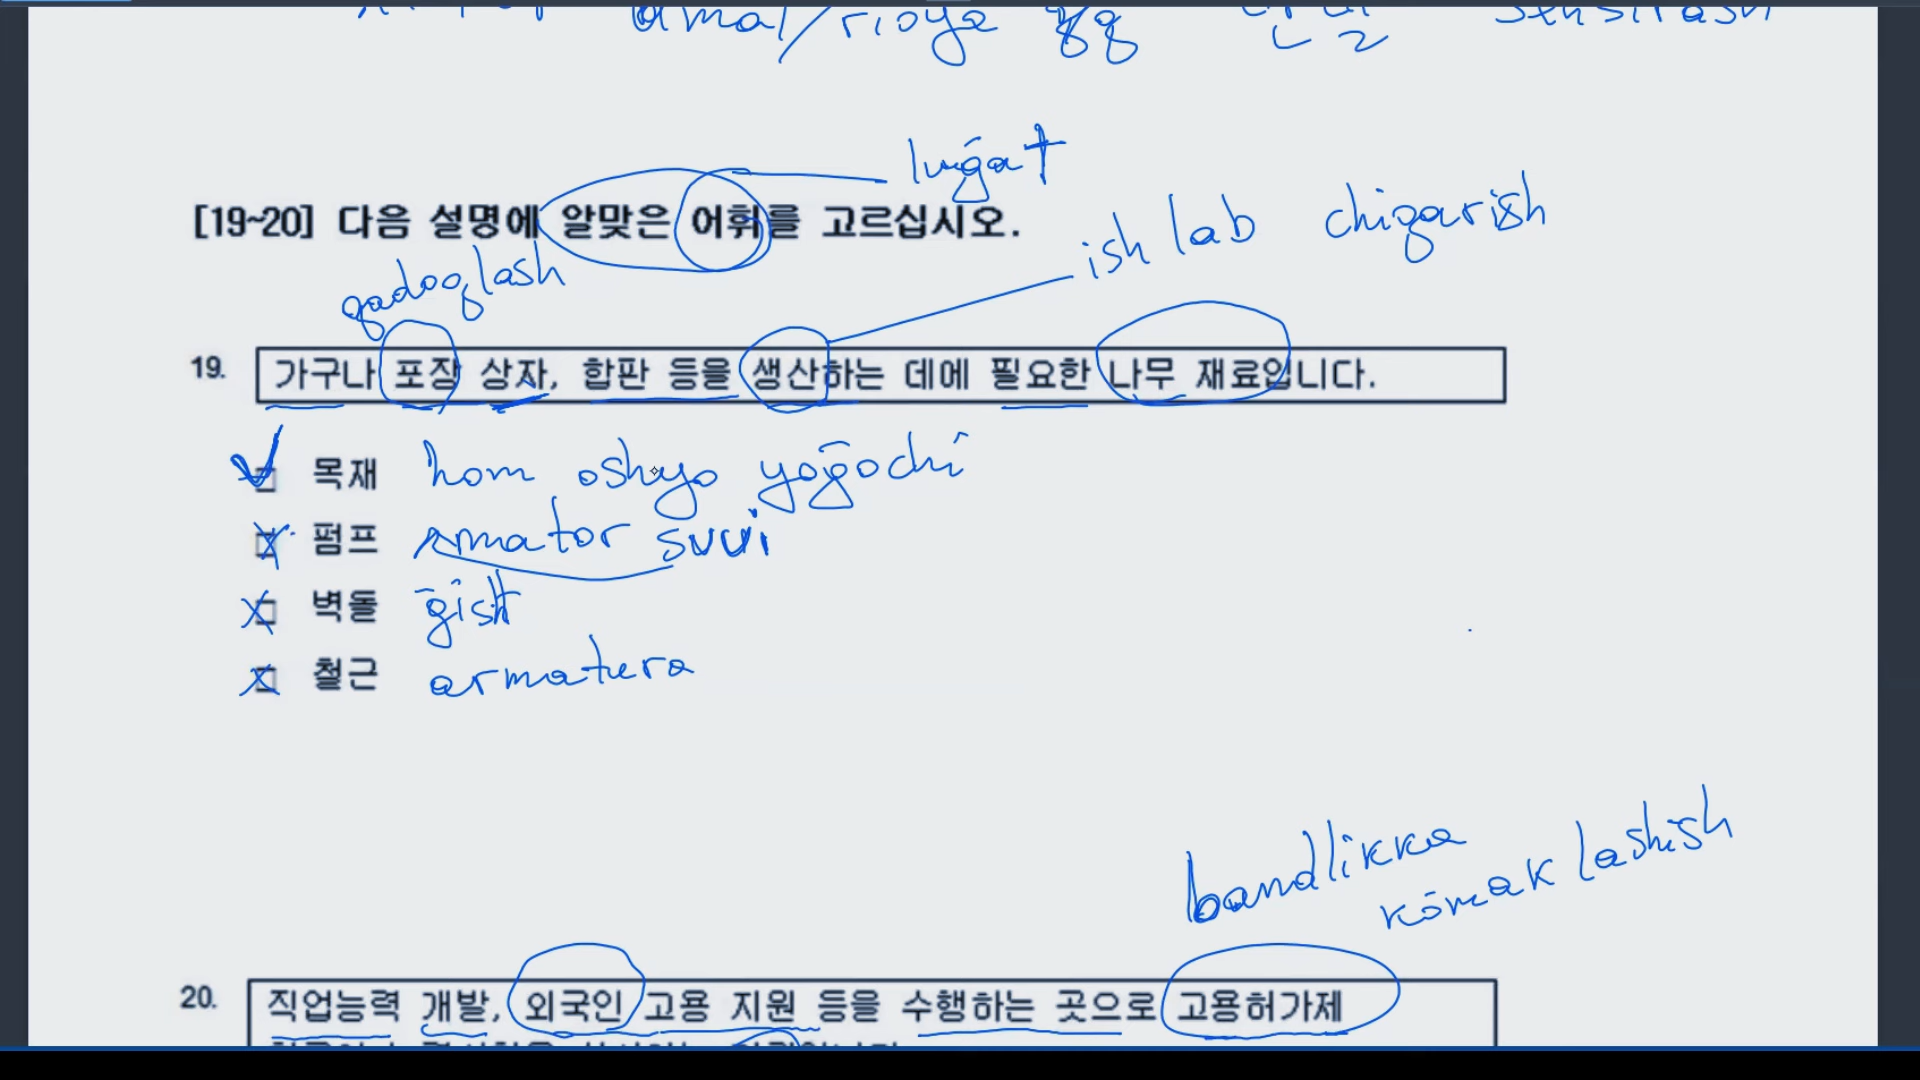 amal/rioya
lug'at
[19~20] 다음 설명에 알맞은 어휘를 고르십시오.
ish lab chiqarish
qadoqlash
19. 가구나 포장 상자, 합판 등을 생산하는 데에 필요한 나무 재료입니다.
목재 hom oshyo yog'ochi
펌프 suvi
벽돌 g'isht
철근 armatura
bandlikka
ko'maklashish
20. 직업능력 개발, 외국인 고용 지원 등을 수행하는 곳으로 고용허가제